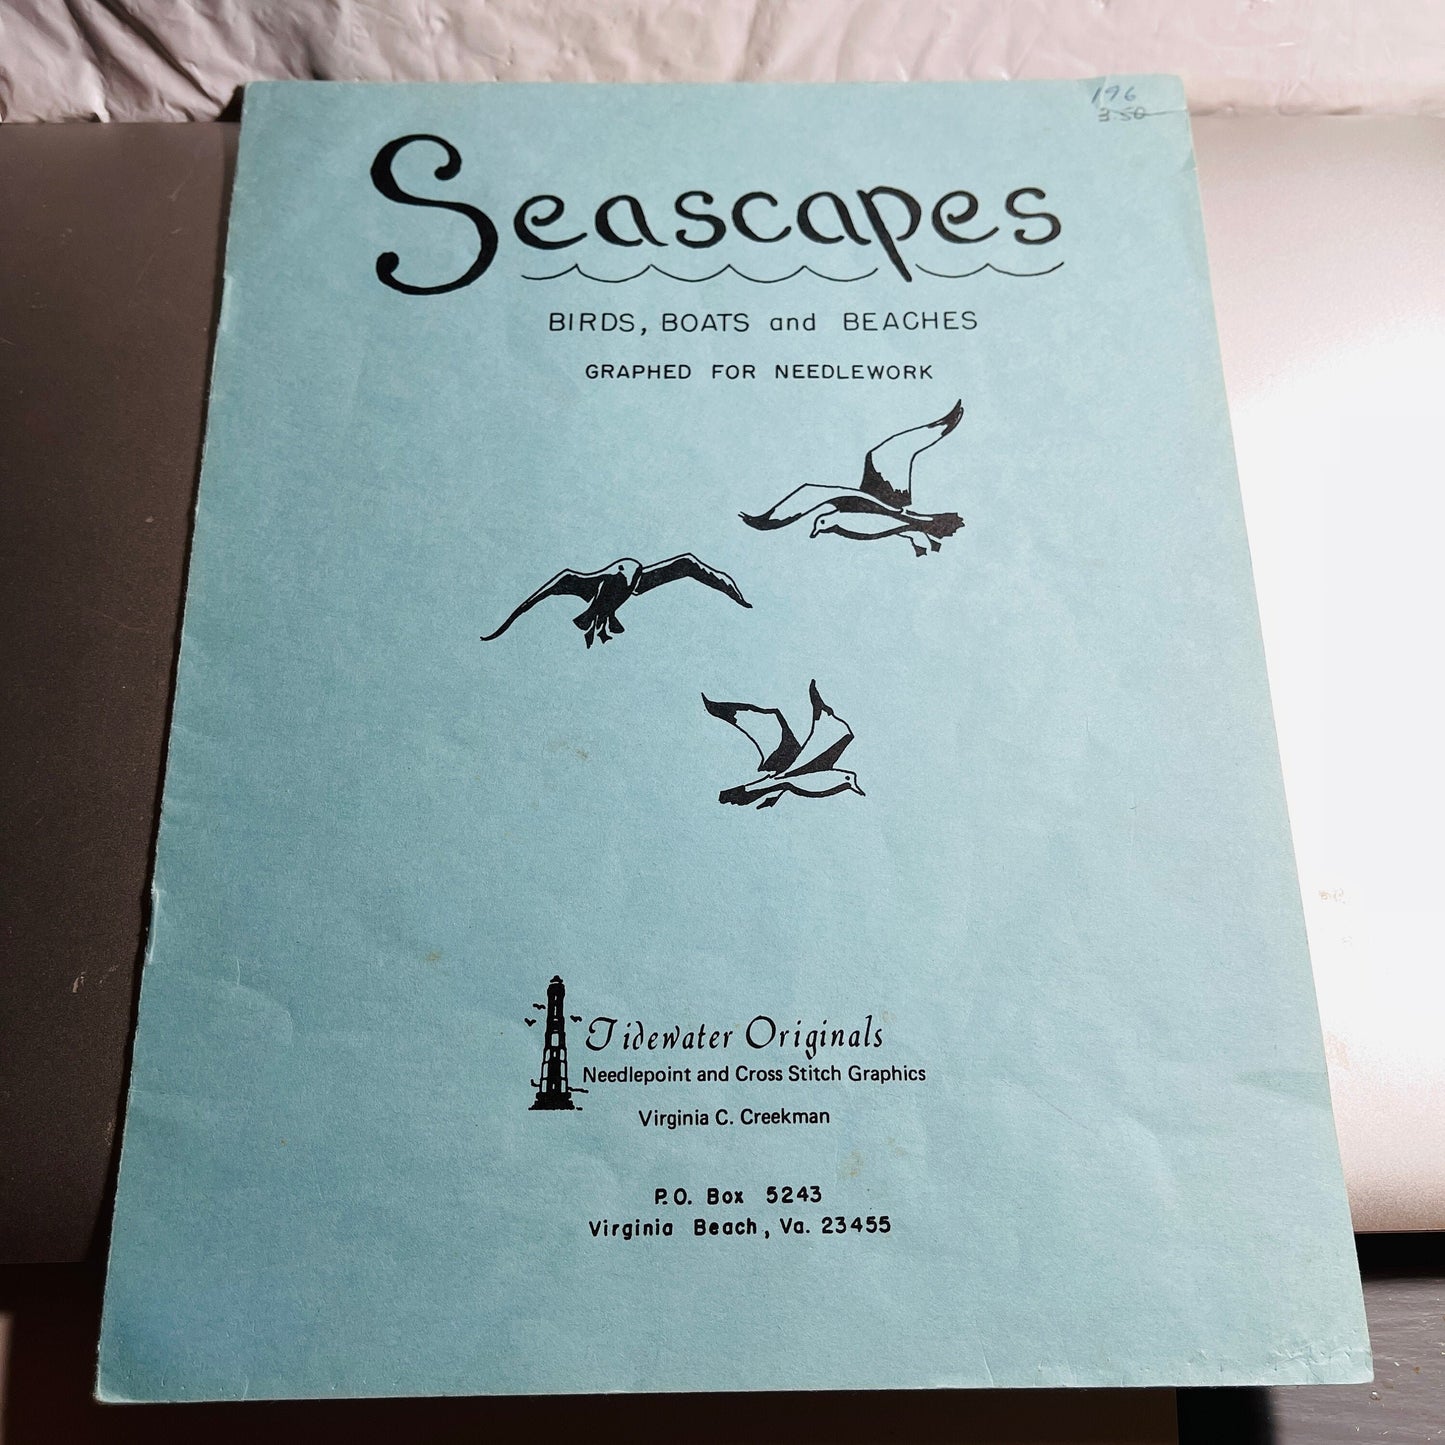 196
3.50
Seascapes
BIRDS, BOATS and BEACHES
GRAPHED FOR NEEDLEWORK
Tidewater Originals
Needlepoint and Cross Stitch Graphics
Virginia C. Creekman
P.O. Box 5243
Virginia Beach, Va. 23455